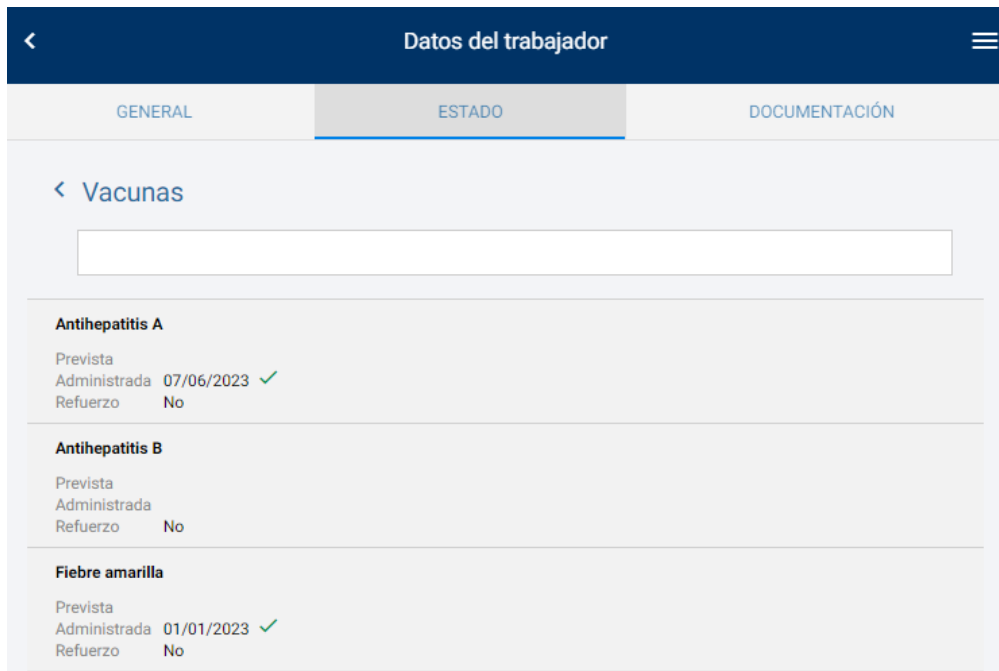 Datos del trabajador
GENERAL ESTADO DOCUMENTACIÓN
Vacunas
Antihepatitis A
Prevista
Administrada 07/06/2023
Refuerzo No
Antihepatitis B
Prevista
Administrada
Refuerzo No
Fiebre amarilla
Prevista
Administrada 01/01/2023
Refuerzo No